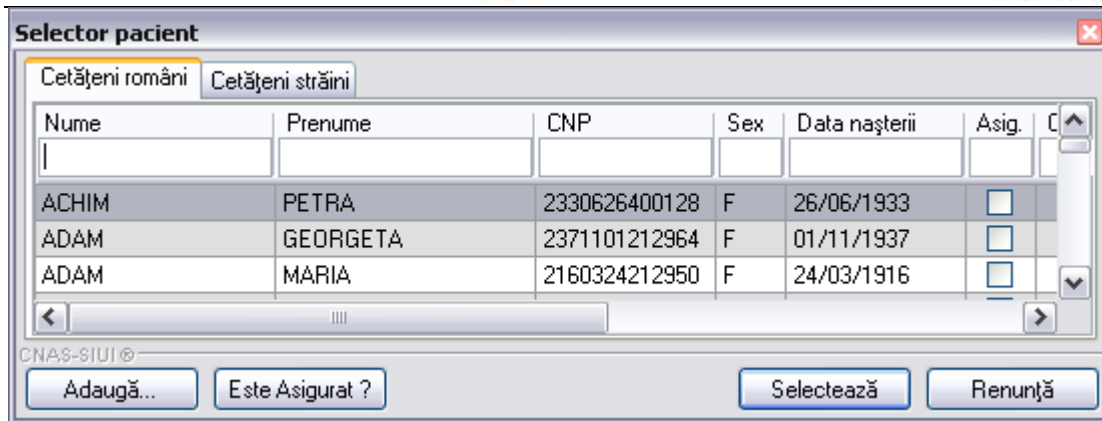 Selector pacient
Cetăţeni români Cetăţeni străini
Nume Prenume CNP Sex Data naşterii Asig.
ACHIM PETRA 2330626400128 F 26/06/1933
ADAM GEORGETA 2371101212964 F 01/11/1937
ADAM MARIA 2160324212950 F 24/03/1916
CNAS-SIUI®
Adaugă... Este Asigurat ? Selectează Renunţă